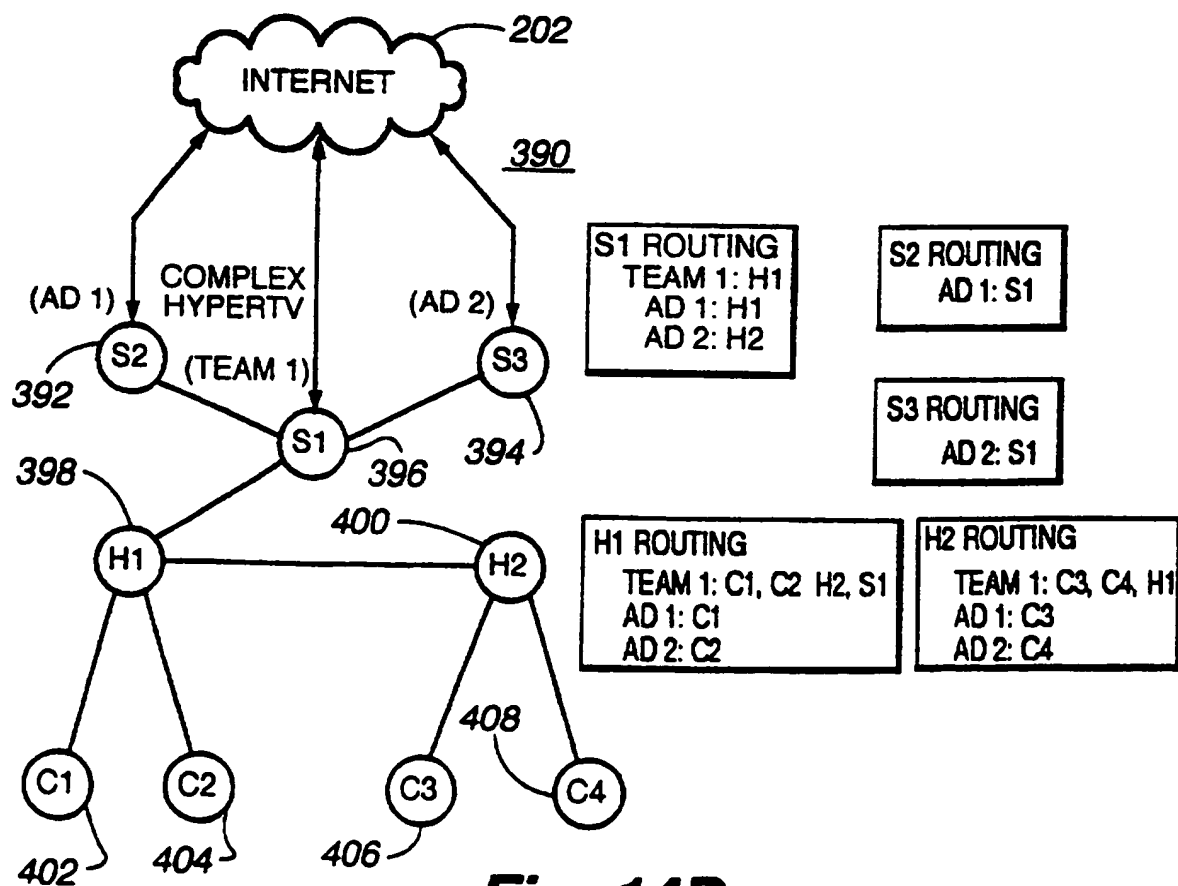 202
INTERNET
390
COMPLEX
HYPERTV
(AD 1)
(AD 2)
(TEAM 1)
S2
S3
S1
392
394
396
398
400
H1
H2
C1
C2
C3
C4
402
404
406
408
S1 ROUTING
TEAM 1: H1
AD 1: H1
AD 2: H2
S2 ROUTING
AD 1: S1
S3 ROUTING
AD 2: S1
H1 ROUTING
TEAM 1: C1, C2 H2, S1
AD 1: C1
AD 2: C2
H2 ROUTING
TEAM 1: C3, C4, H1
AD 1: C3
AD 2: C4